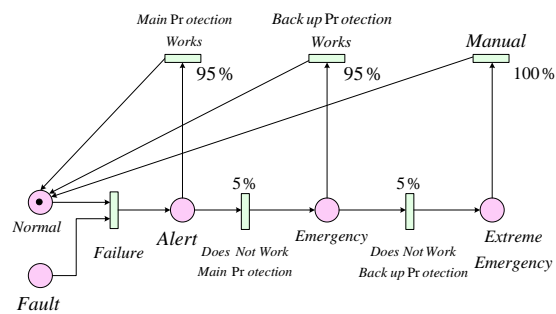 Main Pr otection
Works
95 %
Back up Pr otection
Works
95 %
Manual
100 %
Normal
Failure
Alert
5 %
Does Not Work
Main Pr otection
Emergency
5 %
Does Not Work
Back up Pr otection
Extreme
Emergency
Fault